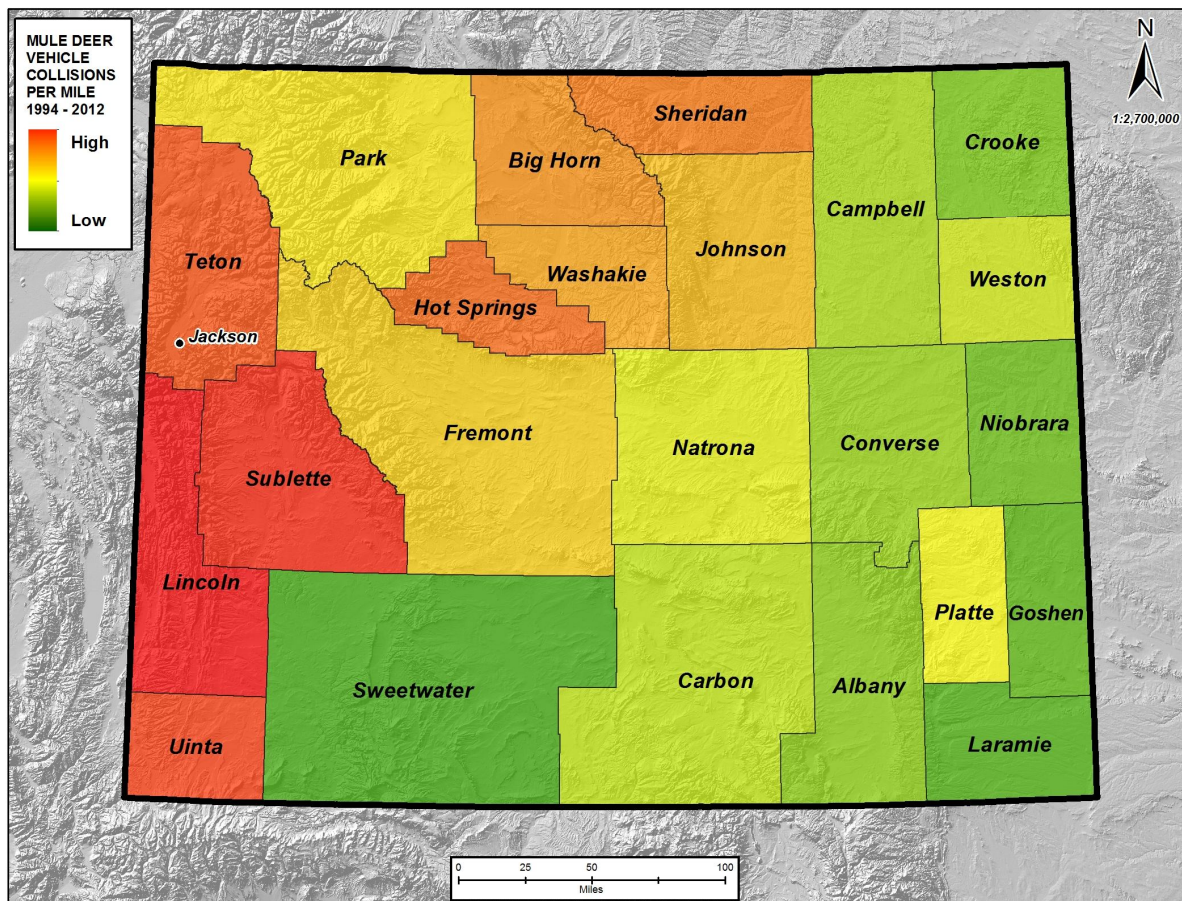 MULE DEER
VEHICLE
COLLISIONS
PER MILE
1994 - 2012
High
Low
N
1:2,700,000
Sheridan
Crooke
Park
Big Horn
Campbell
Teton
Johnson
Washakie
Weston
Hot Springs
Jackson
Fremont
Natrona
Converse
Niobrara
Sublette
Lincoln
Platte
Goshen
Sweetwater
Carbon
Albany
Uinta
Laramie
0 25 50 100
Miles